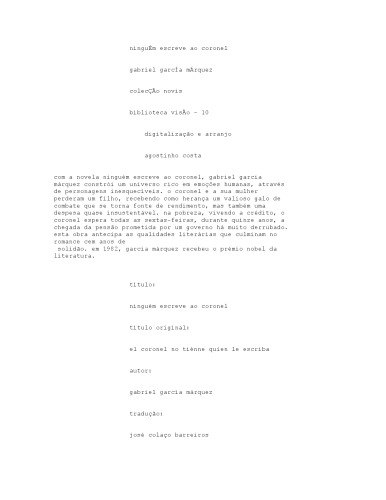 ninguÉm escreve ao coronel
gabriel garcÍa mÁrquez
colecÇÃo novis
biblioteca visÃo - 10
digitalização e arranjo
agostinho costa
com a novela ninguém escreve ao coronel, gabriel garcia
márquez constrói um universo rico em emoções humanas, através
de personagens inesquecíveis. o coronel e a sua mulher
perderam um filho, recebendo como herança um valioso galo de
combate que se torna fonte de rendimento, mas também uma
despesa quase insustentável. na pobreza, vivendo a crédito, o
coronel espera todas as sextas-feiras, durante quinze anos, a
chegada da pensão prometida por um governo há muito derrubado.
esta obra antecipa as qualidades literárias que culminam no
romance cem anos de
solidão. em 1982, garcia márquez recebeu o prémio nobel da
literatura.
título:
ninguém escreve ao coronel
título original:
el coronel no tiénne quien le escriba
autor:
gabriel garcia márquez
tradução:
josé colaço barreiros